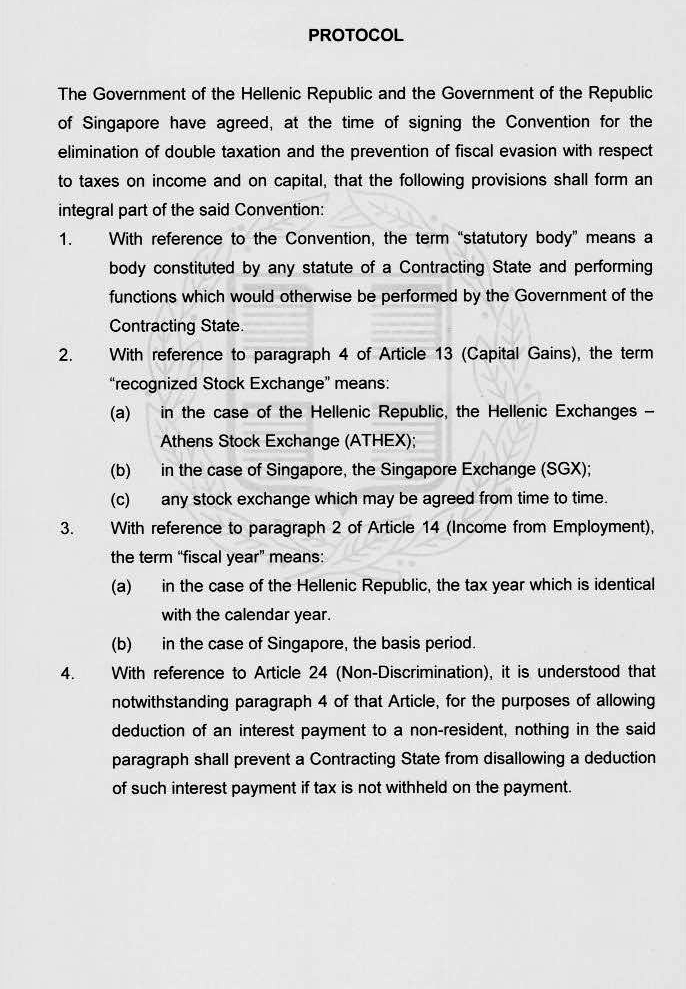 PROTOCOL
The Government of the Hellenic Republic and the Government of the Republic
of Singapore have agreed, at the time of signing the Convention for the
elimination of double taxation and the prevention of fiscal evasion with respect
to taxes on income and on capital, that the following provisions shall form an
integral part of the said Convention:
1. With reference to the Convention, the term “statutory body” means a
body constituted by any statute of a Contracting State and performing
functions which would otherwise be performed by the Government of the
Contracting State.
2. With reference to paragraph 4 of Article 13 (Capital Gains), the term
“recognized Stock Exchange” means:
(a) in the case of the Hellenic Republic, the Hellenic Exchanges –
Athens Stock Exchange (ATHEX);
(b) in the case of Singapore, the Singapore Exchange (SGX);
(c) any stock exchange which may be agreed from time to time.
3. With reference to paragraph 2 of Article 14 (Income from Employment),
the term “fiscal year” means:
(a) in the case of the Hellenic Republic, the tax year which is identical
with the calendar year.
(b) in the case of Singapore, the basis period.
4. With reference to Article 24 (Non-Discrimination), it is understood that
notwithstanding paragraph 4 of that Article, for the purposes of allowing
deduction of an interest payment to a non-resident, nothing in the said
paragraph shall prevent a Contracting State from disallowing a deduction
of such interest payment if tax is not withheld on the payment.